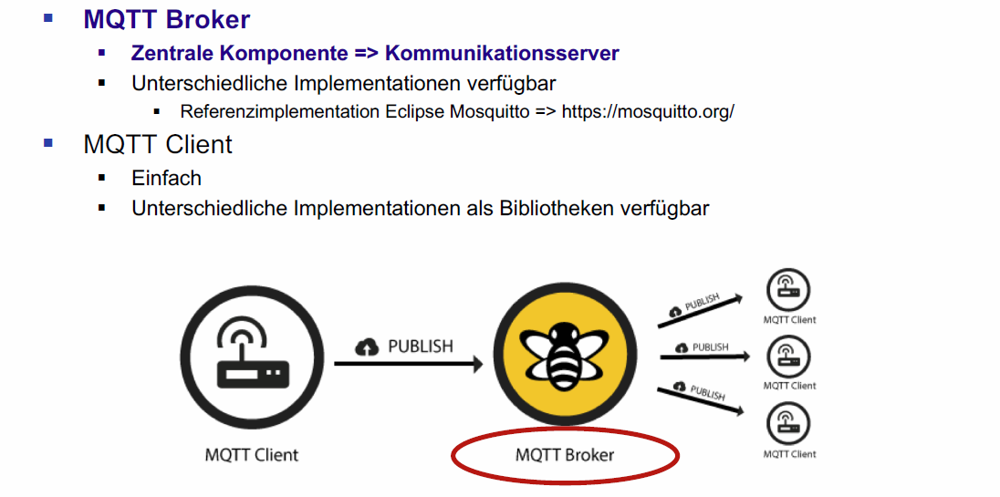 MQTT Broker
Zentrale Komponente => Kommunikationsserver
Unterschiedliche Implementationen verfügbar
Referenzimplementation Eclipse Mosquitto => https://mosquitto.org/
MQTT Client
Einfach
Unterschiedliche Implementationen als Bibliotheken verfügbar
PUBLISH
MQTT Client
PUBLISH
MQTT Client
PUBLISH
MQTT Client
PUBLISH
MQTT Client
MQTT Broker